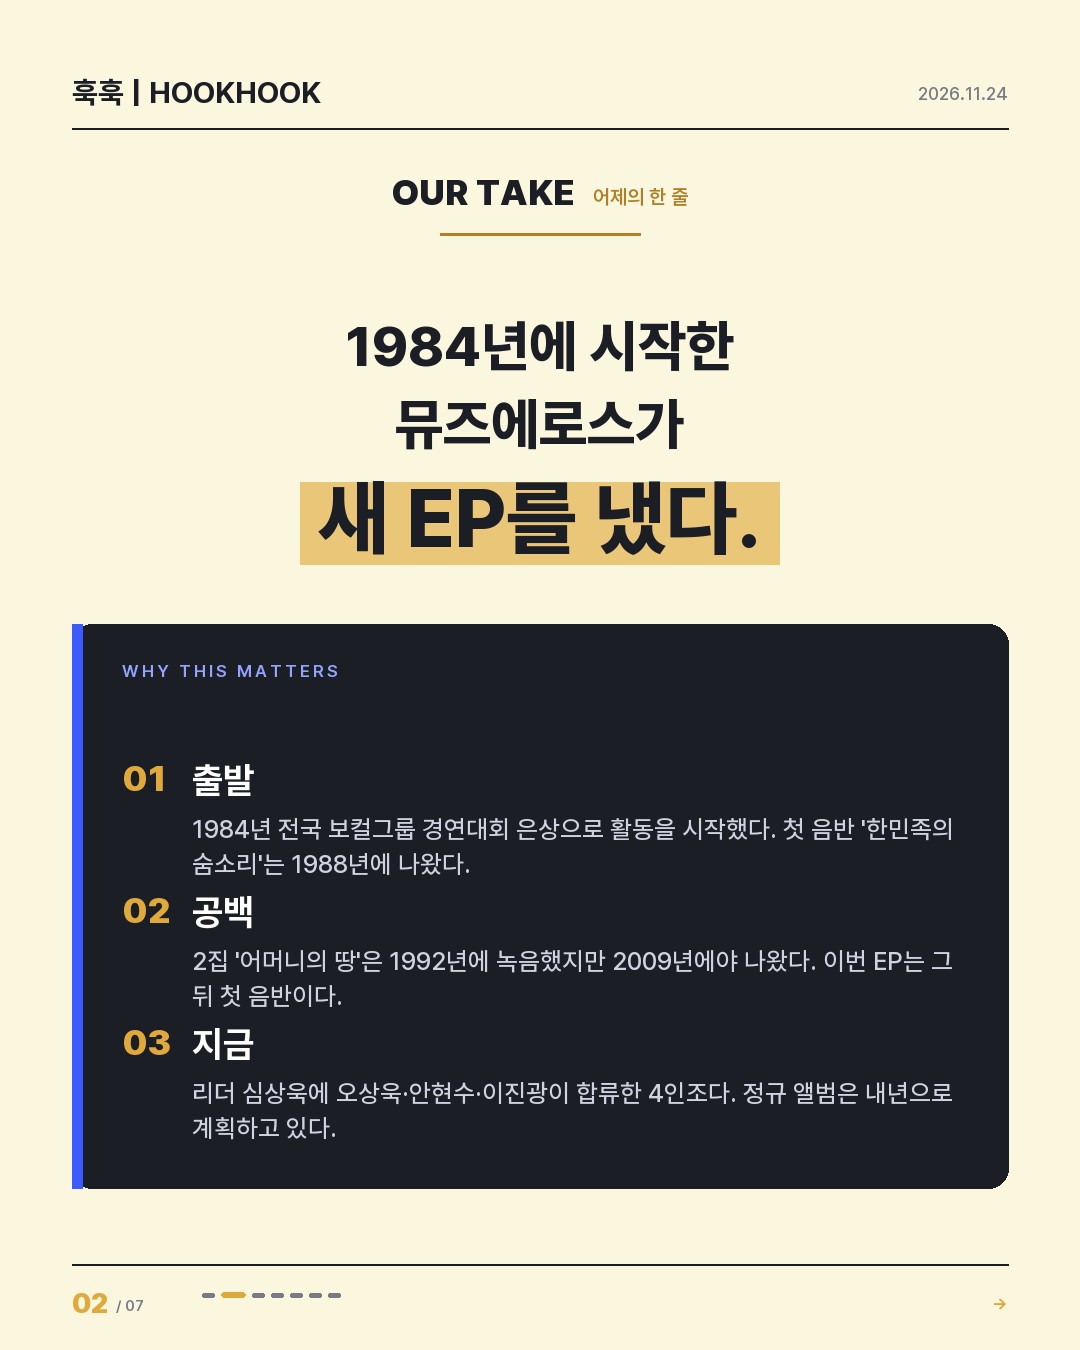 훅훅 | HOOKHOOK
2026.11.24
OUR TAKE 어제의 한 줄
1984년에 시작한
뮤즈에로스가
새 EP를 냈다.
WHY THIS MATTERS
01 출발
1984년 전국 보컬그룹 경연대회 은상으로 활동을 시작했다. 첫 음반 '한민족의
숨소리'는 1988년에 나왔다.
02 공백
2집 '어머니의 땅'은 1992년에 녹음했지만 2009년에야 나왔다. 이번 EP는 그
뒤 첫 음반이다.
03 지금
리더 심상욱에 오상욱·안현수·이진광이 합류한 4인조다. 정규 앨범은 내년으로
계획하고 있다.
02 / 07
→